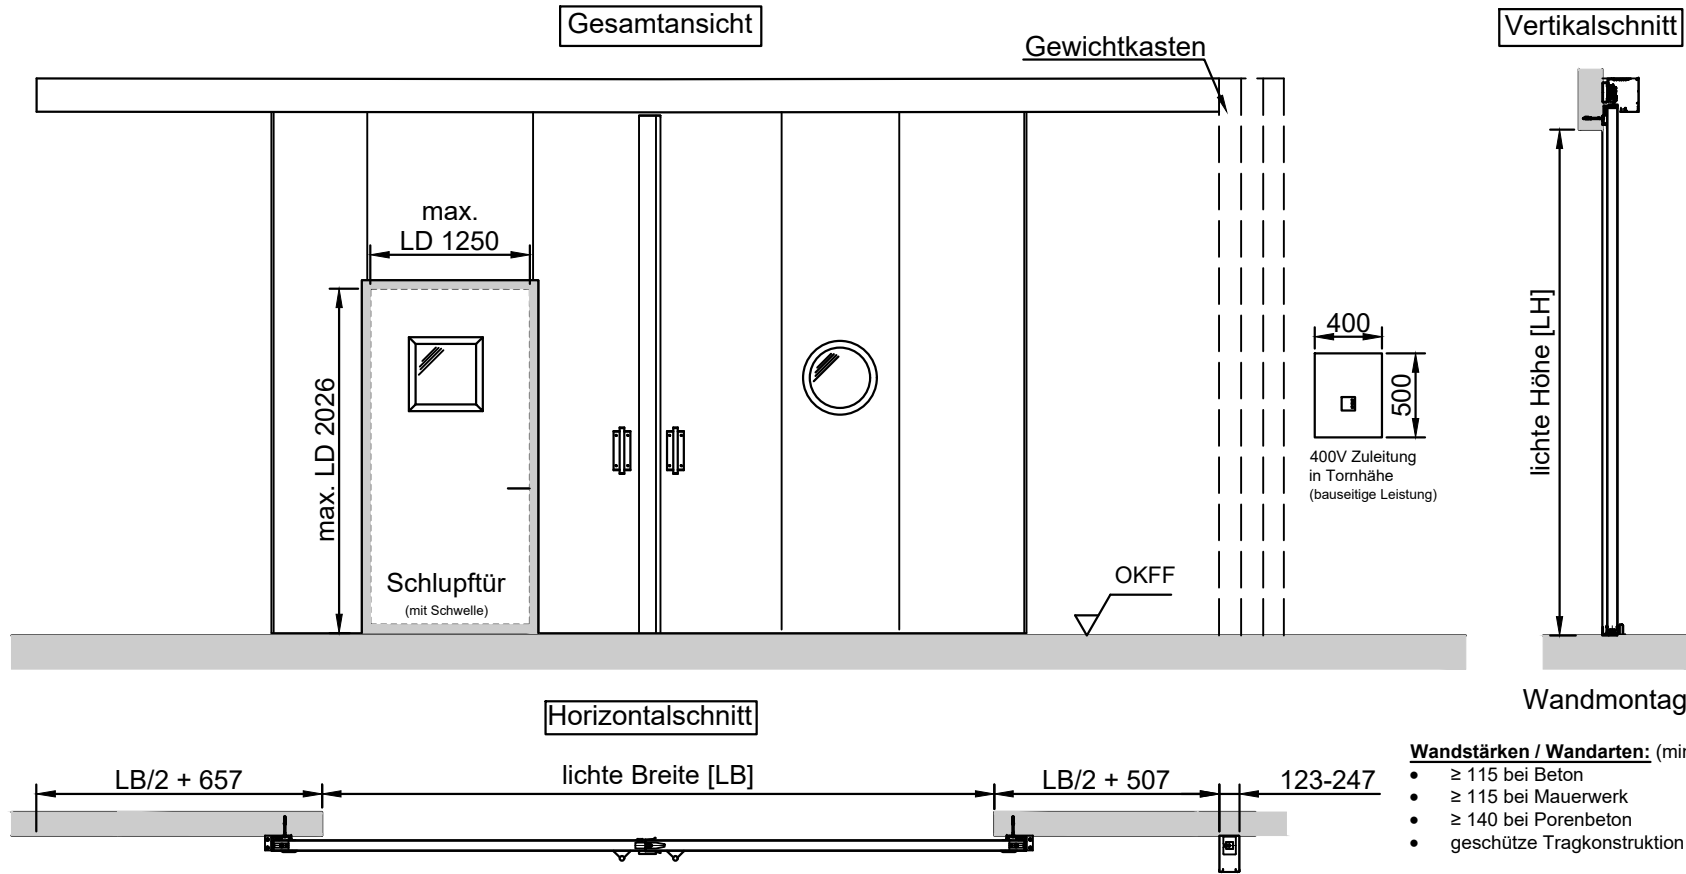 Gesamtansicht
Vertikalschnitt
Gewichtkasten
max.
LD 1250
max. LD 2026
Schlupftür
(mit Schwelle)
400
500
400V Zuleitung
in Tornhähe
(bauseitige Leistung)
OKFF
lichte Höhe [LH]
Horizontalschnitt
Wandmontag
LB/2 + 657
lichte Breite [LB]
LB/2 + 507
123-247
Wandstärken / Wandarten: (min
• ≥ 115 bei Beton
• ≥ 115 bei Mauerwerk
• ≥ 140 bei Porenbeton
• geschütze Tragkonstruktion